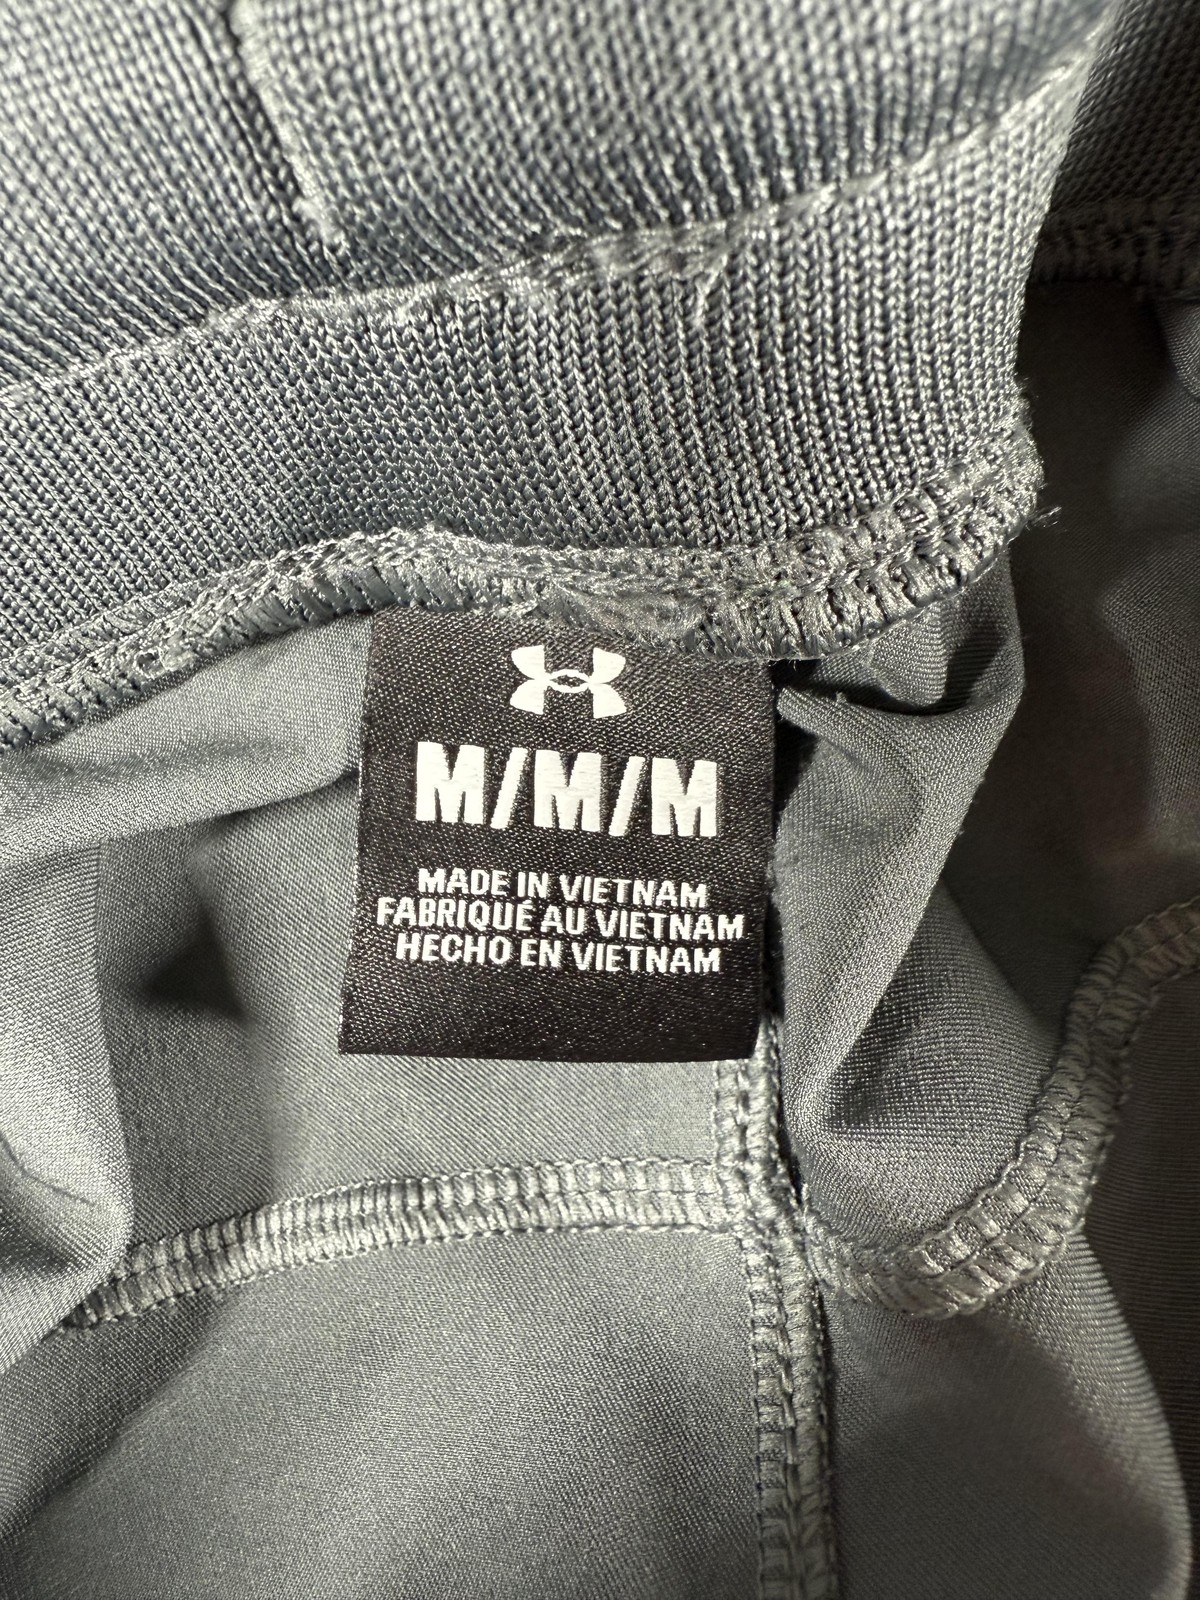 M/M/M
MADE IN VIETNAM
FABRIQUÉ AU VIETNAM
HECHO EN VIETNAM